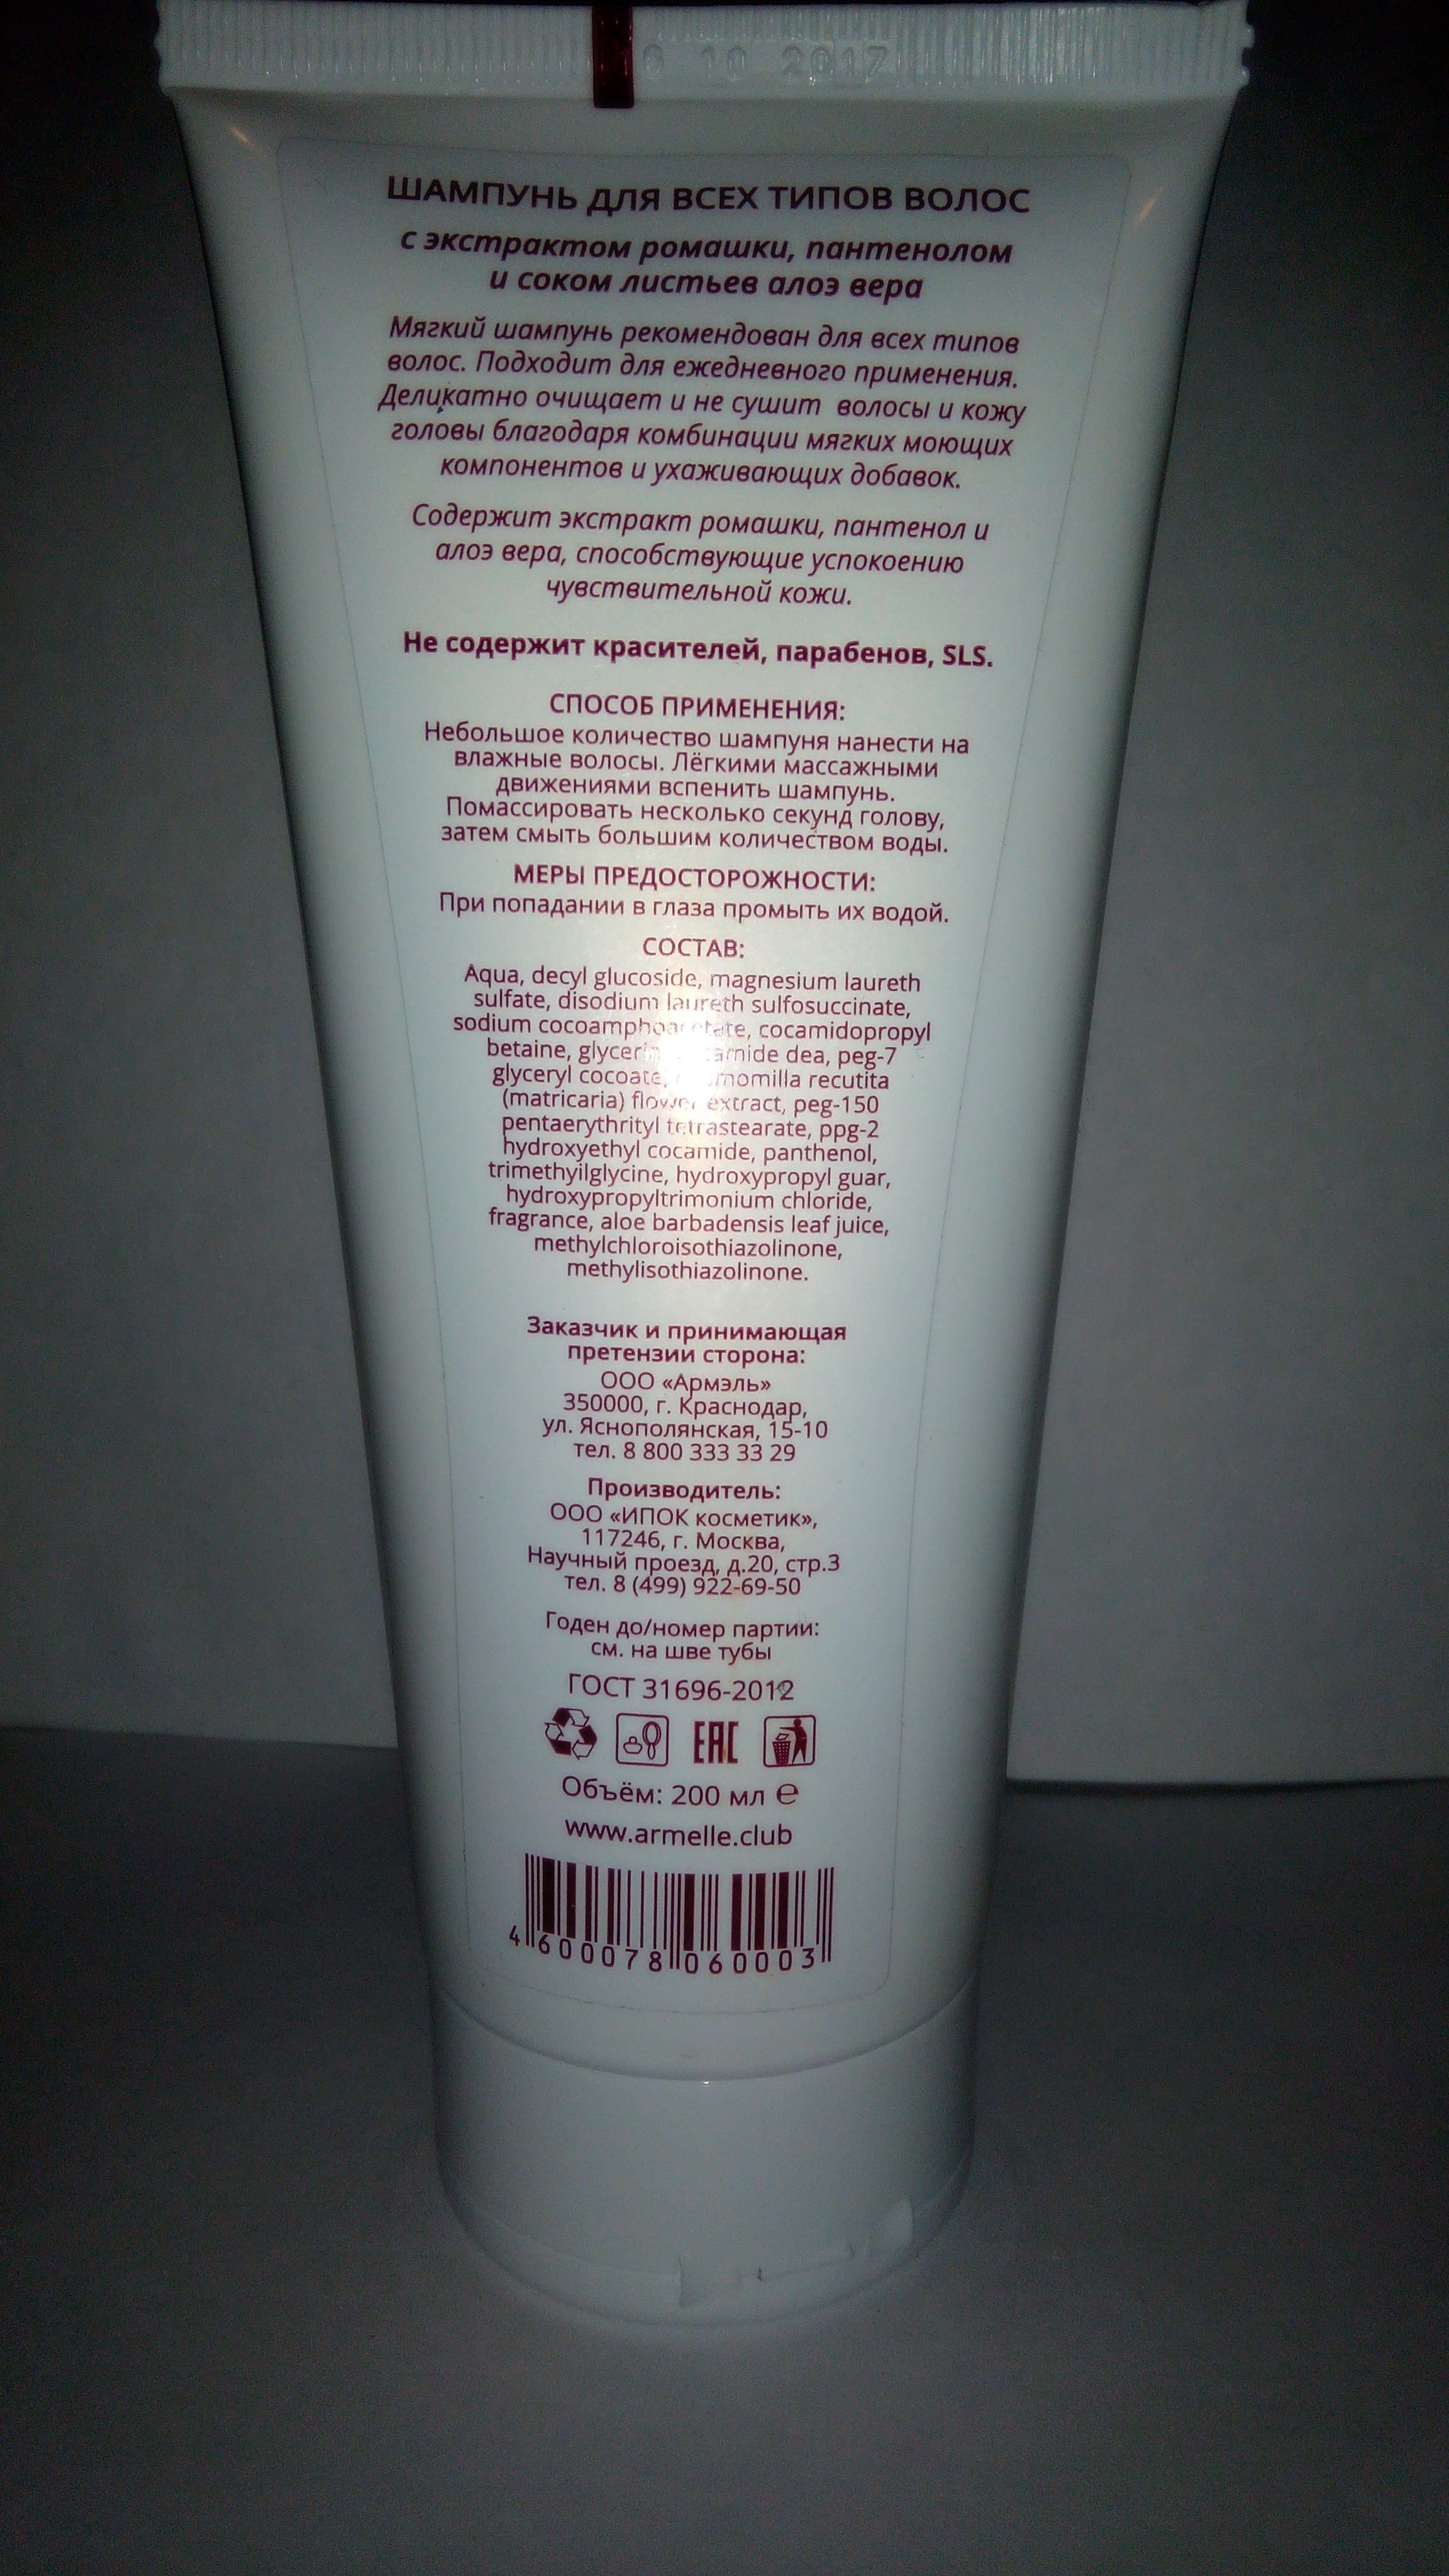 6 10 2017
ШАМПУНЬ ДЛЯ ВСЕХ ТИПОВ ВОЛОС
с экстрактом ромашки, пантенолом
и соком листьев алоэ вера
Мягкий шампунь рекомендован для всех типов
волос. Подходит для ежедневного применения.
Деликатно очищает и не сушит волосы и кожу
головы благодаря комбинации мягких моющих
компонентов и ухаживающих добавок.
Содержит экстракт ромашки, пантенол и
алоэ вера, способствующие успокоению
чувствительной кожи.
Не содержит красителей, парабенов, SLS.
СПОСОБ ПРИМЕНЕНИЯ:
Небольшое количество шампуня нанести на
влажные волосы. Лёгкими массажными
движениями вспенить шампунь.
Помассировать несколько секунд голову,
затем смыть большим количеством воды.
МЕРЫ ПРЕДОСТОРОЖНОСТИ:
При попадании в глаза промыть их водой.
СОСТАВ:
Aqua, decyl glucoside, magnesium laureth
sulfate, disodium laureth sulfosuccinate,
sodium cocoamphoacetate, cocamidopropyl
betaine, dea, peg-7
glyceryl cocoate, recutita
(matricaria) flower extract, peg-150
pentaerythrityl tetrastearate, ppg-2
hydroxyethyl cocamide, panthenol,
trimethyilglycine, hydroxypropyl guar,
hydroxypropyltrimonium chloride,
fragrance, aloe barbadensis leaf juice,
methylchloroisothiazolinone,
methylisothiazolinone.
Заказчик и принимающая
претензии сторона:
ООО «Армэль»
350000, г. Краснодар,
ул. Яснополянская, 15-10
тел. 8 800 333 33 29
Производитель:
ООО «ИПОК косметик»,
117246, г. Москва,
Научный проезд, д.20, стр.3
тел. 8 (499) 922-69-50
Годен до/номер партии:
см. на шве тубы
ГОСТ 31696-2012
EAC
Объём: 200 мл ℮
www.armelle.club
4 600078 060003